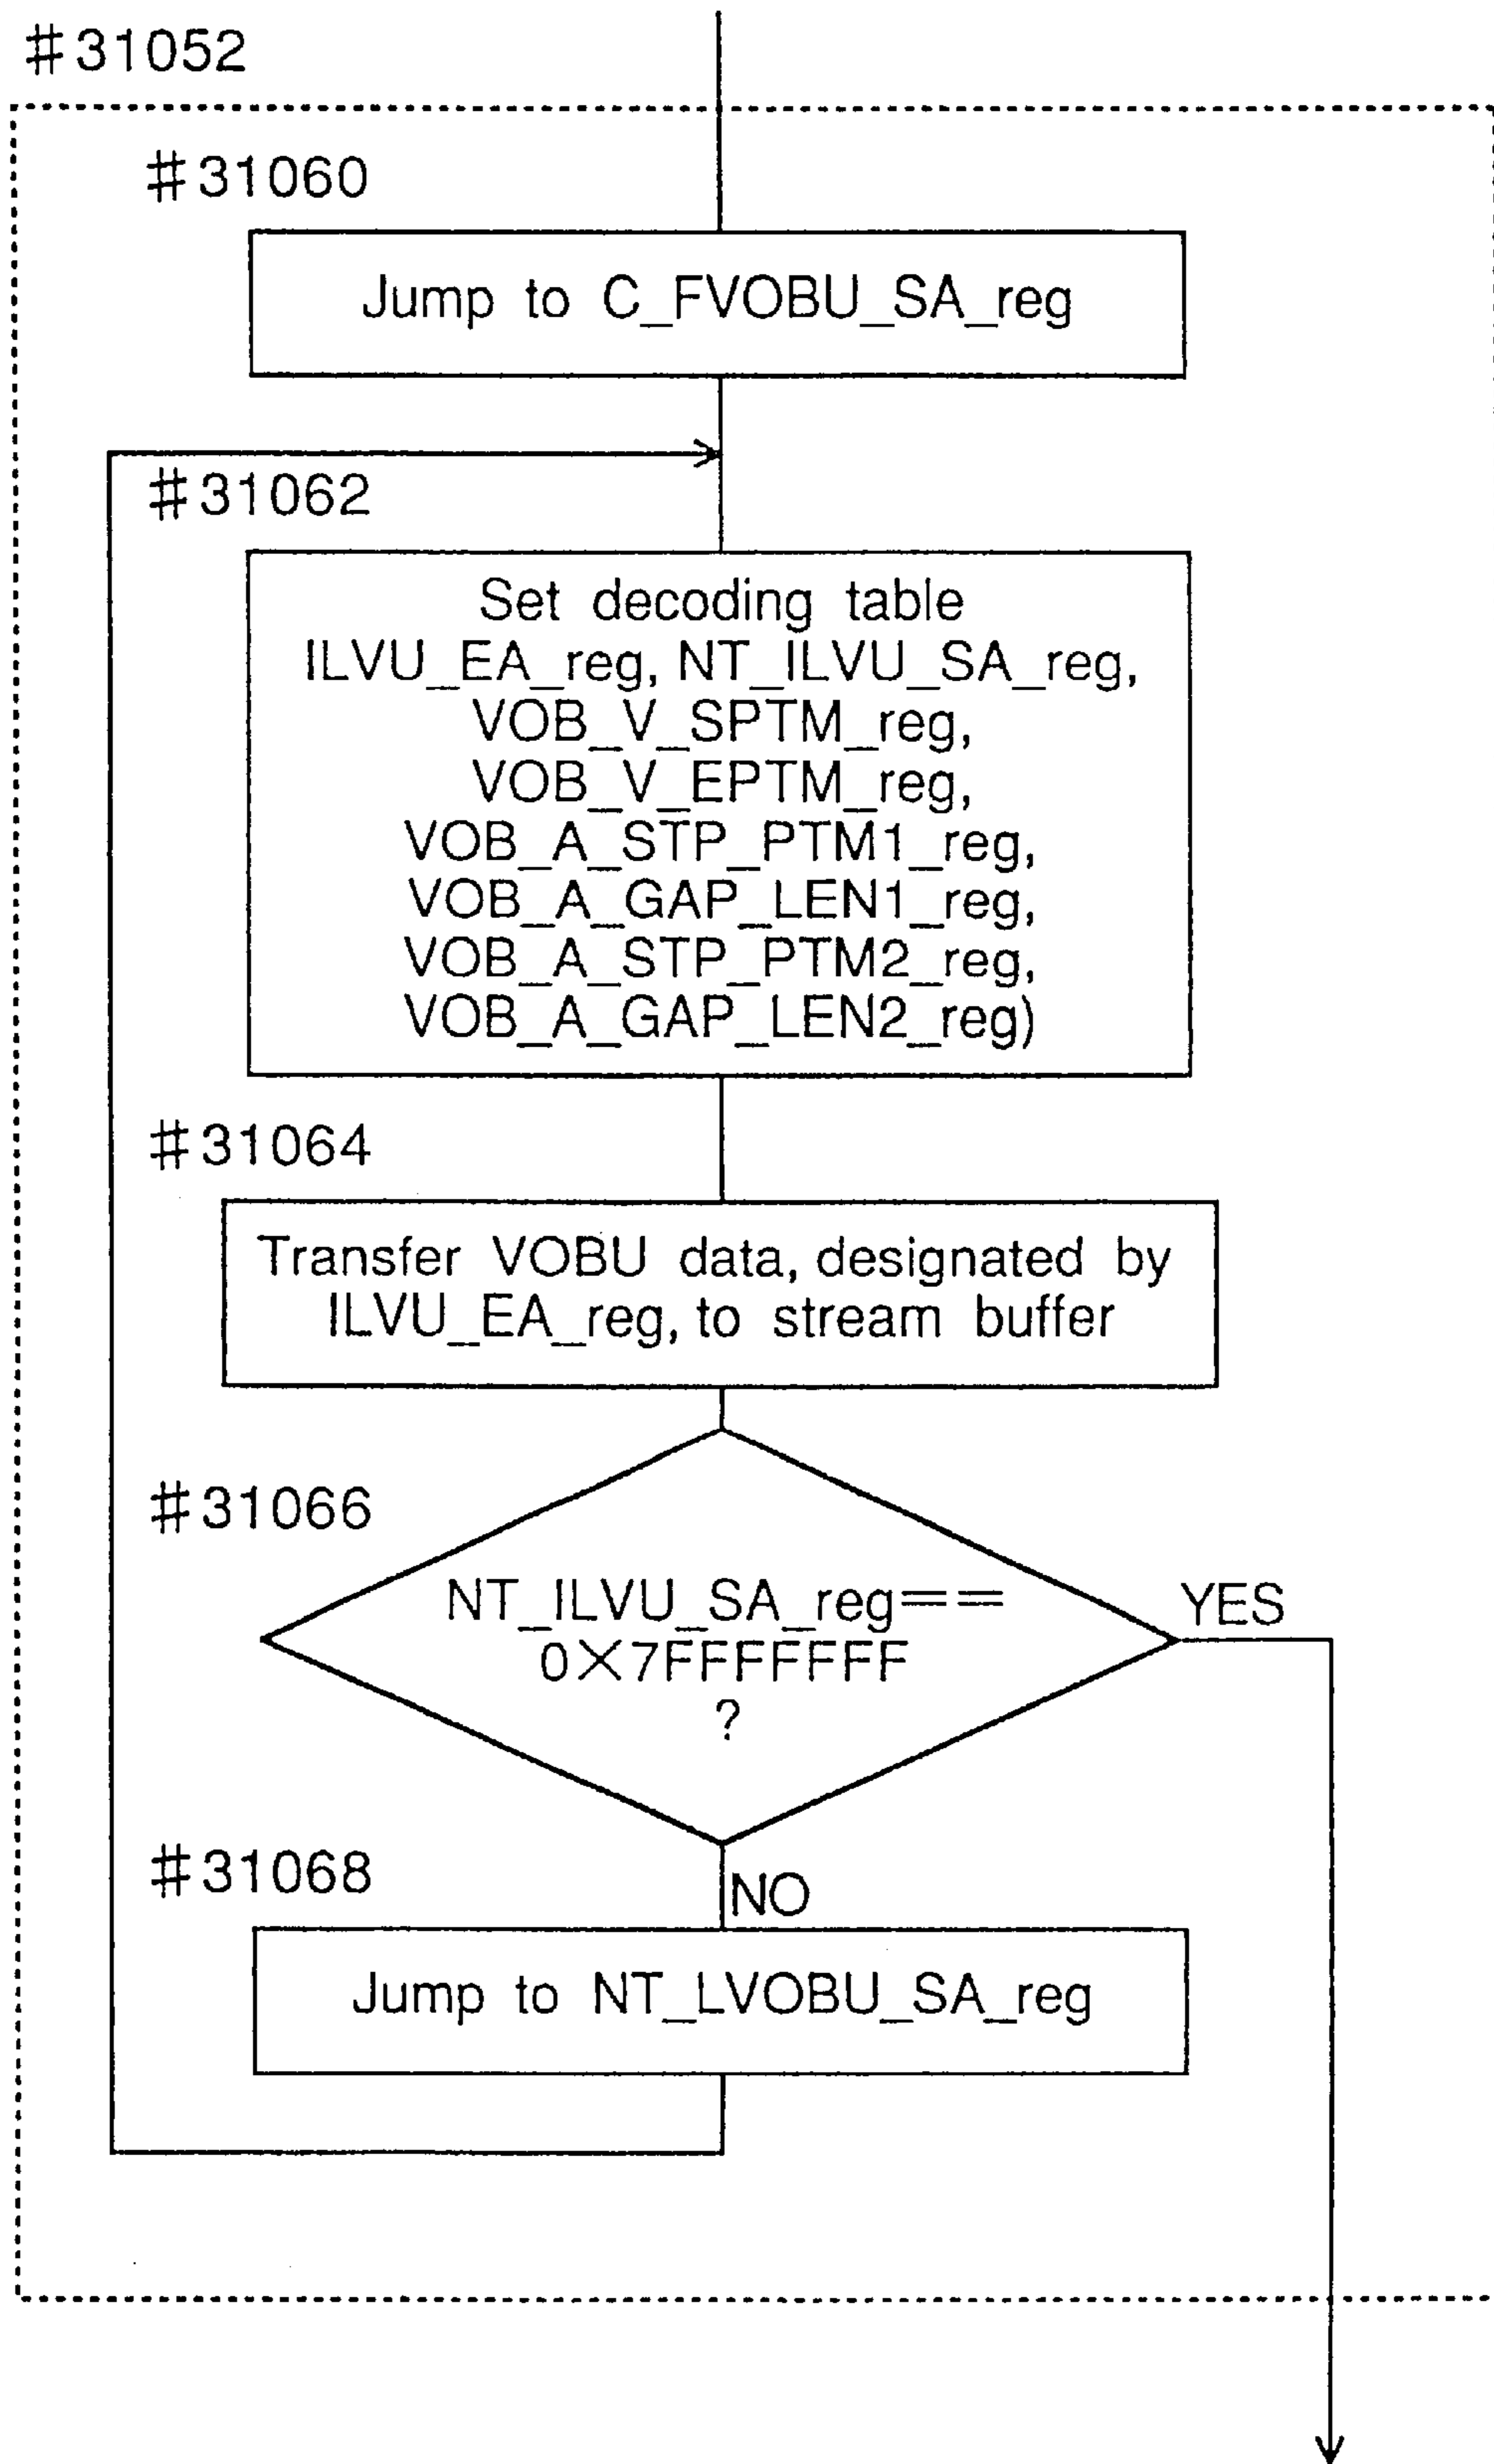 #31052
#31060
Jump to C_FVOBU_SA_reg
#31062
Set decoding table
ILVU_EA_reg, NT_ILVU_SA_reg,
VOB_V_SPTM_reg,
VOB_V_EPTM_reg,
VOB_A_STP_PTM1_reg,
VOB_A_GAP_LEN1_reg,
VOB_A_STP_PTM2_reg,
VOB_A_GAP_LEN2_reg)
#31064
Transfer VOBU data, designated by
ILVU_EA_reg, to stream buffer
#31066
NT_ILVU_SA_reg==
0X7FFFFFFF
?
YES
#31068
NO
Jump to NT_LVOBU_SA_reg